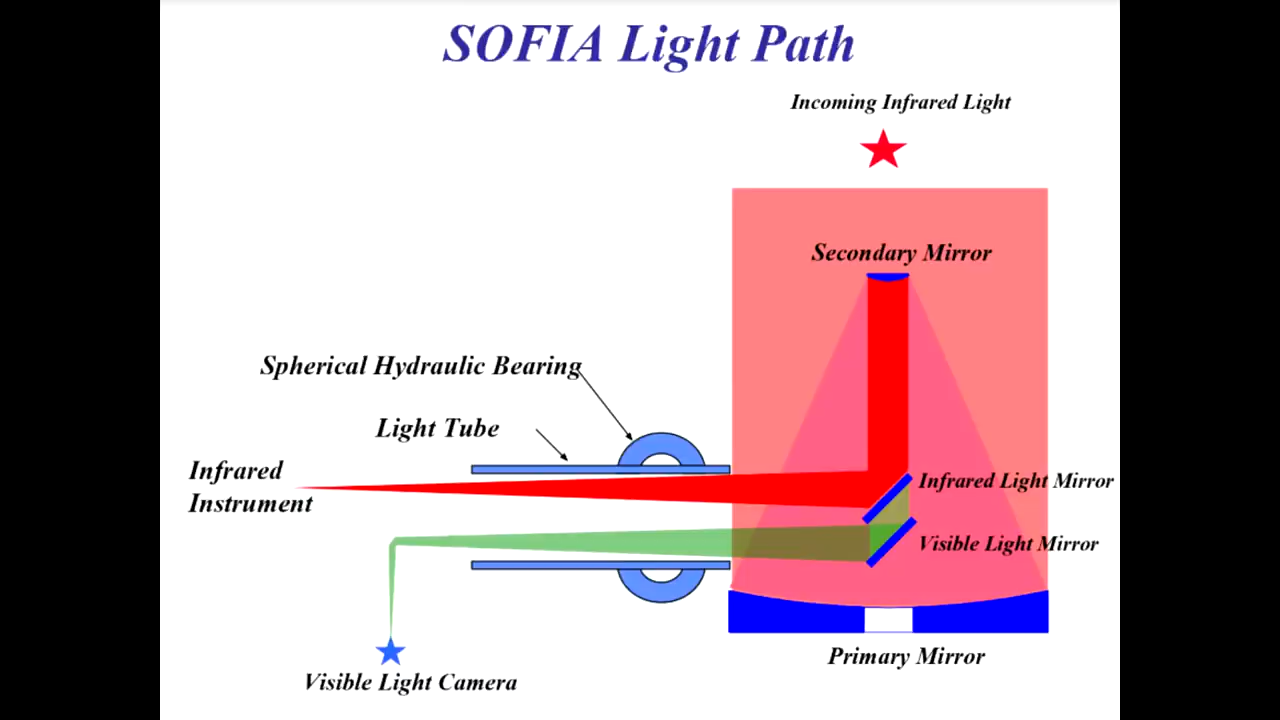 SOFIA Light Path
Incoming Infrared Light
Secondary Mirror
Spherical Hydraulic Bearing
Light Tube
Infrared
Instrument
Infrared Light Mirror
Visible Light Mirror
Primary Mirror
Visible Light Camera